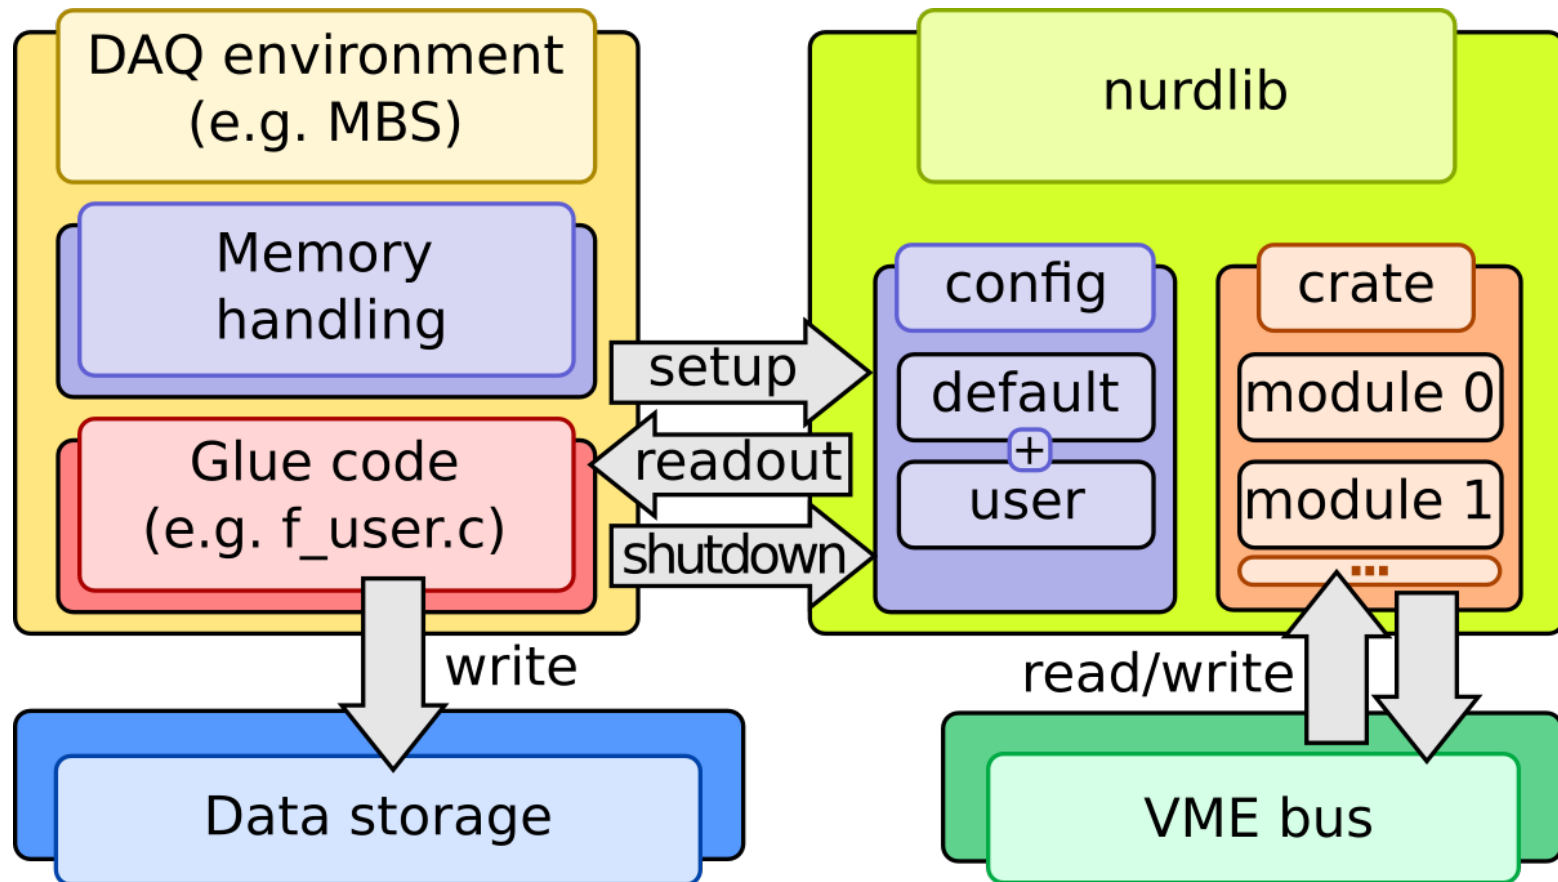 DAQ environment
(e.g. MBS)
Memory
handling
Glue code
(e.g. f_user.c)
setup
readout
shutdown
nurdlib
config
default
+
user
crate
module 0
module 1
...
write
read/write
Data storage
VME bus